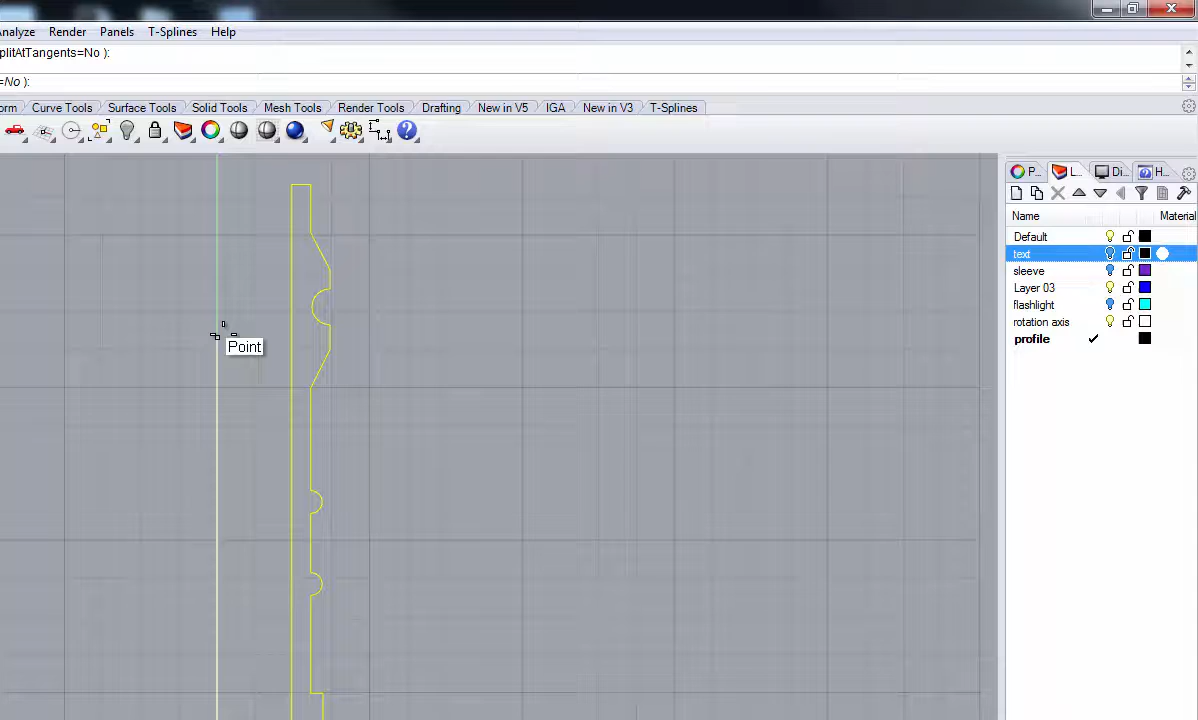 Analyze Render Panels T-Splines Help
plitAtTangents=No ):
=No ):
orm Curve Tools Surface Tools Solid Tools Mesh Tools Render Tools Drafting New in V5 IGA New in V3 T-Splines
P... L... Di... H...
Name Material
Default
text
sleeve
Layer 03
flashlight
rotation axis
profile
Point